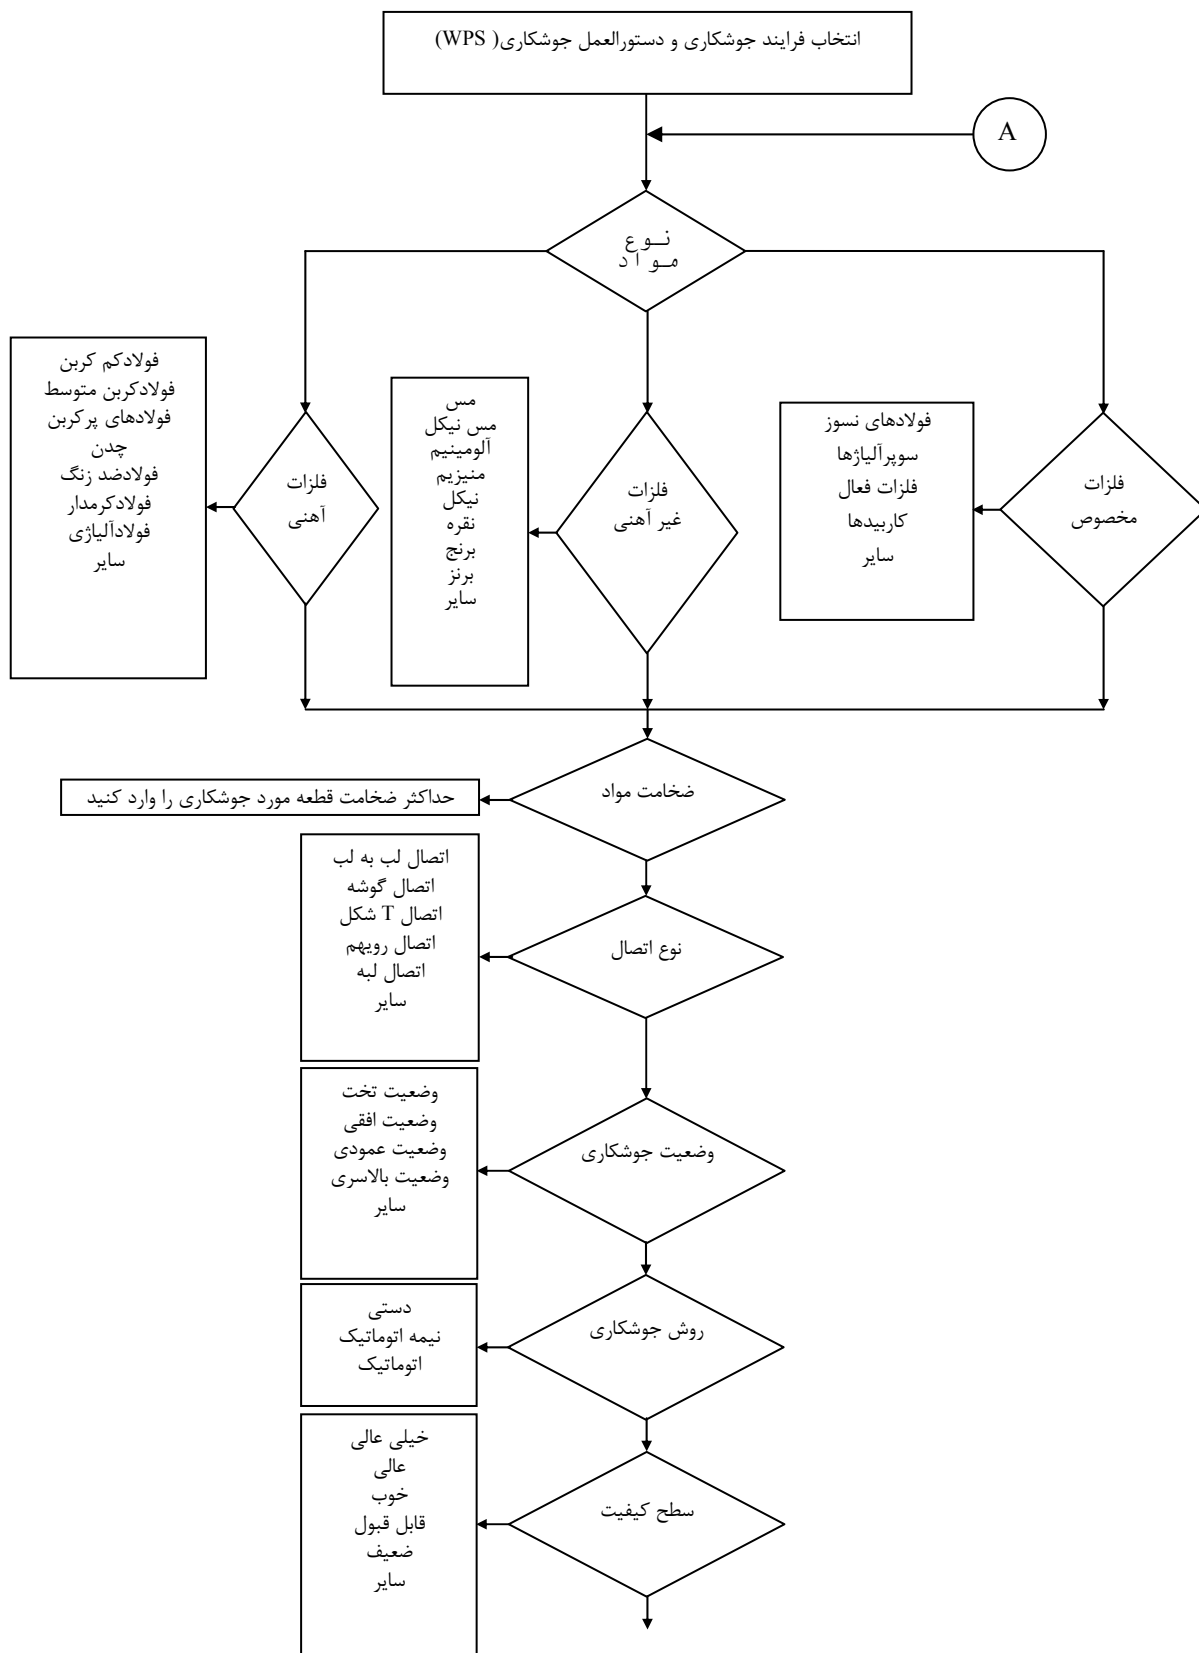 انتخاب فرایند جوشکاری و دستورالعمل جوشکاری( WPS)
A
نوع
مواد
فولادکم کربن
فولادکربن متوسط
فولادهای پرکربن
چدن
فولادضد زنگ
فولادکرمدار
فولادآلیاژی
سایر
فلزات
آهنی
مس
مس نیکل
آلومینیم
منیزیم
نیکل
نقره
برنج
برنز
سایر
فلزات
غیر آهنی
فولادهای نسوز
سوپرآلیاژها
فلزات فعال
کاربیدها
سایر
فلزات
مخصوص
ضخامت مواد
حداکثر ضخامت قطعه مورد جوشکاری را وارد کنید
اتصال لب به لب
اتصال گوشه
اتصال T شکل
اتصال رویهم
اتصال لبه
سایر
نوع اتصال
وضعیت تخت
وضعیت افقی
وضعیت عمودی
وضعیت بالاسری
سایر
وضعیت جوشکاری
دستی
نیمه اتوماتیک
اتوماتیک
روش جوشکاری
خیلی عالی
عالی
خوب
قابل قبول
ضعیف
سایر
سطح کیفیت